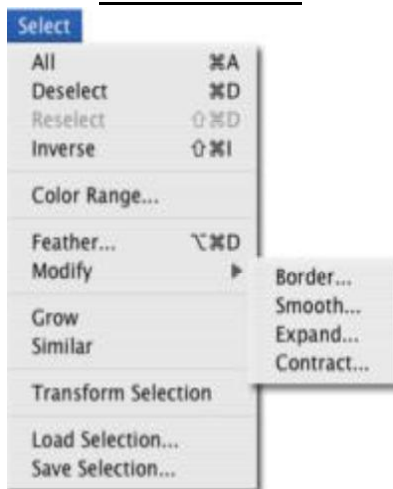 Select
All ⌘A
Deselect ⌘D
Reselect ⇧⌘D
Inverse ⇧⌘I
Color Range...
Feather... ⌥⌘D
Modify ▶
Border...
Smooth...
Expand...
Contract...
Grow
Similar
Transform Selection
Load Selection...
Save Selection...